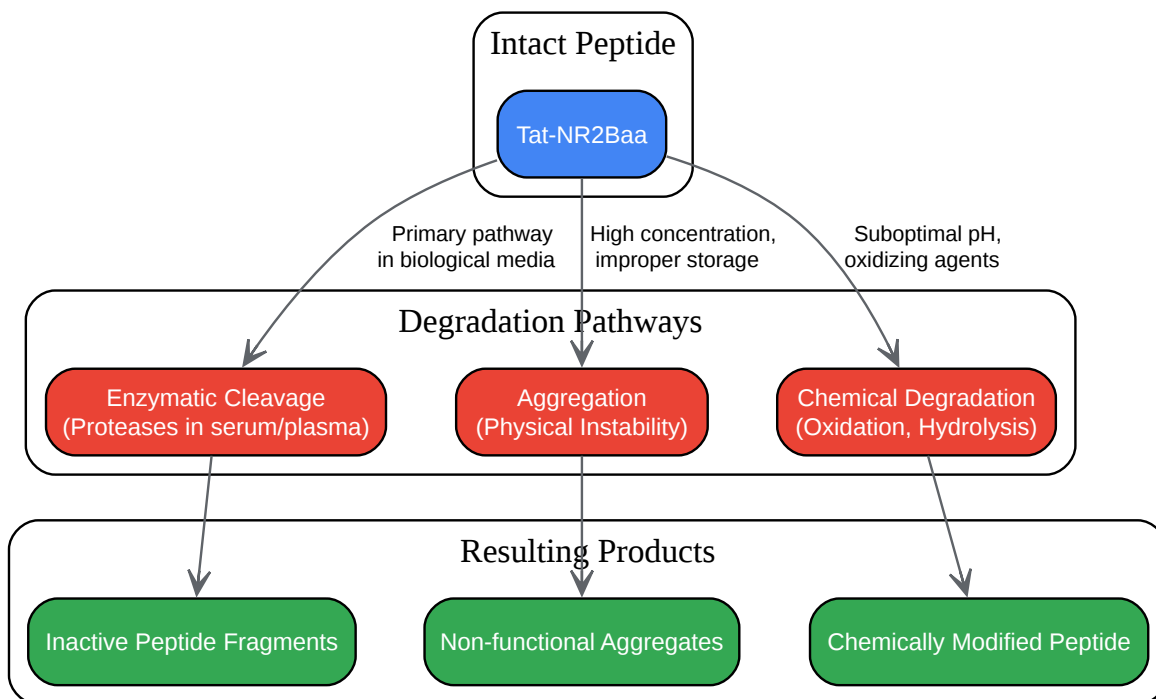 Intact Peptide
Tat-NR2Baa
Primary pathway
in biological media
High concentration,
improper storage
Suboptimal pH,
oxidizing agents
Degradation Pathways
Enzymatic Cleavage
(Proteases in serum/plasma)
Aggregation
(Physical Instability)
Chemical Degradation
(Oxidation, Hydrolysis)
Resulting Products
Inactive Peptide Fragments
Non-functional Aggregates
Chemically Modified Peptide